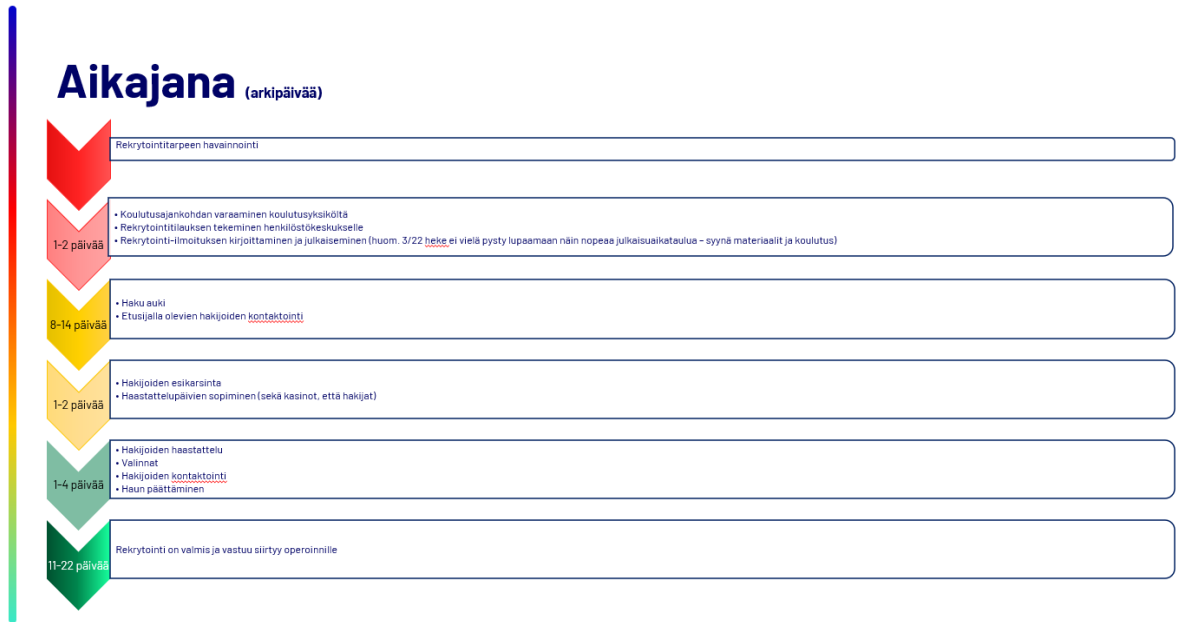 Aikajana (arkipäivää)
Rekrytointitarpeen havainnointi
1-2 päivää
• Koulutusajankohdan varaaminen koulutusyksiköltä
• Rekrytointitilauksen tekeminen henkilöstökeskukselle
• Rekrytointi-ilmoituksen kirjoittaminen ja julkaiseminen (huom. 3/22 heke ei vielä pysty lupaamaan näin nopeaa julkaisuaikataulua – syynä materiaalit ja koulutus)
8-14 päivää
• Haku auki
• Etusijalla olevien hakijoiden kontaktointi
1-2 päivää
• Hakijoiden esikarsinta
• Haastattelupäivien sopiminen (sekä kasinot, että hakijat)
1-4 päivää
• Hakijoiden haastattelu
• Valinnat
• Hakijoiden kontaktointi
• Haun päättäminen
11-22 päivää
Rekrytointi on valmis ja vastuu siirtyy operoinnille